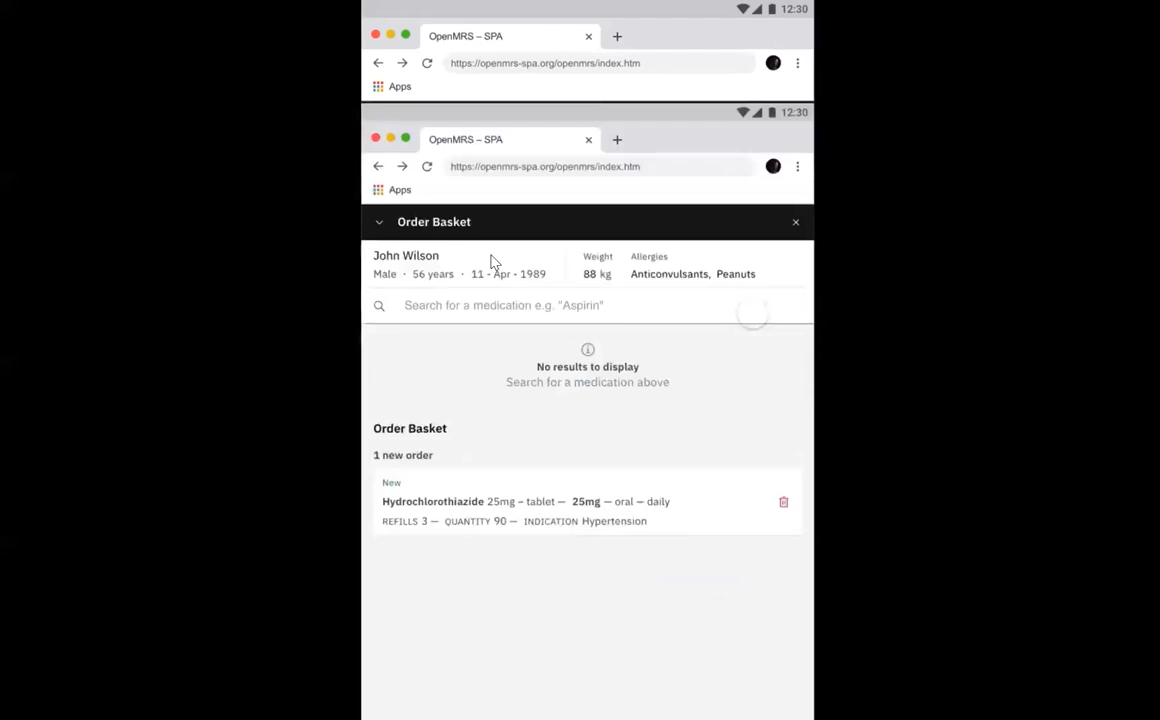 12:30
OpenMRS – SPA
https://openmrs-spa.org/openmrs/index.htm
Apps
12:30
OpenMRS – SPA
https://openmrs-spa.org/openmrs/index.htm
Apps
Order Basket
John Wilson
Male · 56 years · 11 - Apr - 1989
Weight
88 kg
Allergies
Anticonvulsants, Peanuts
Search for a medication e.g. "Aspirin"
No results to display
Search for a medication above
Order Basket
1 new order
New
Hydrochlorothiazide 25mg – tablet — 25mg — oral — daily
REFILLS 3 — QUANTITY 90 — INDICATION Hypertension